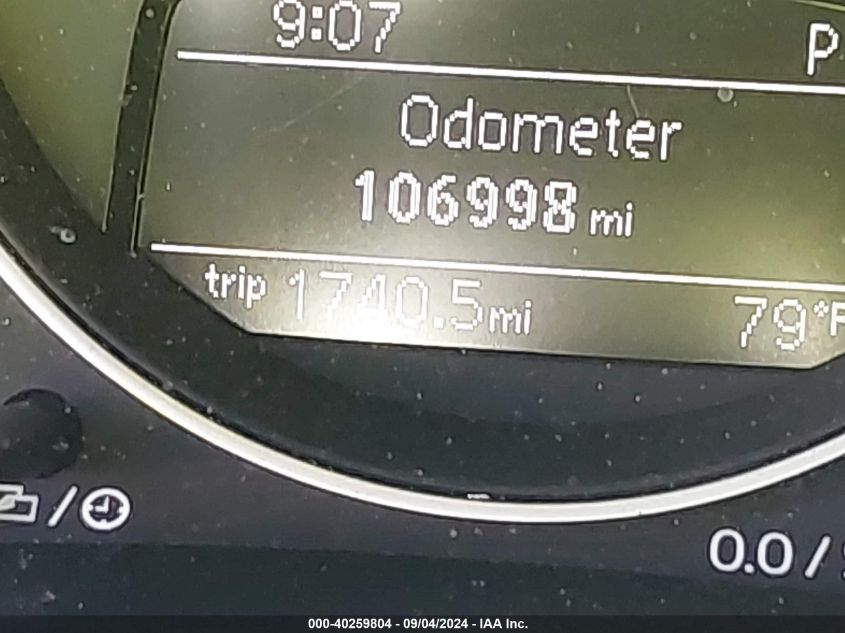 9:07 P
Odometer
106998 mi
trip 1740.5 mi 79°F
/ 0.0 /
000-40259804 - 09/04/2024 - IAA Inc.